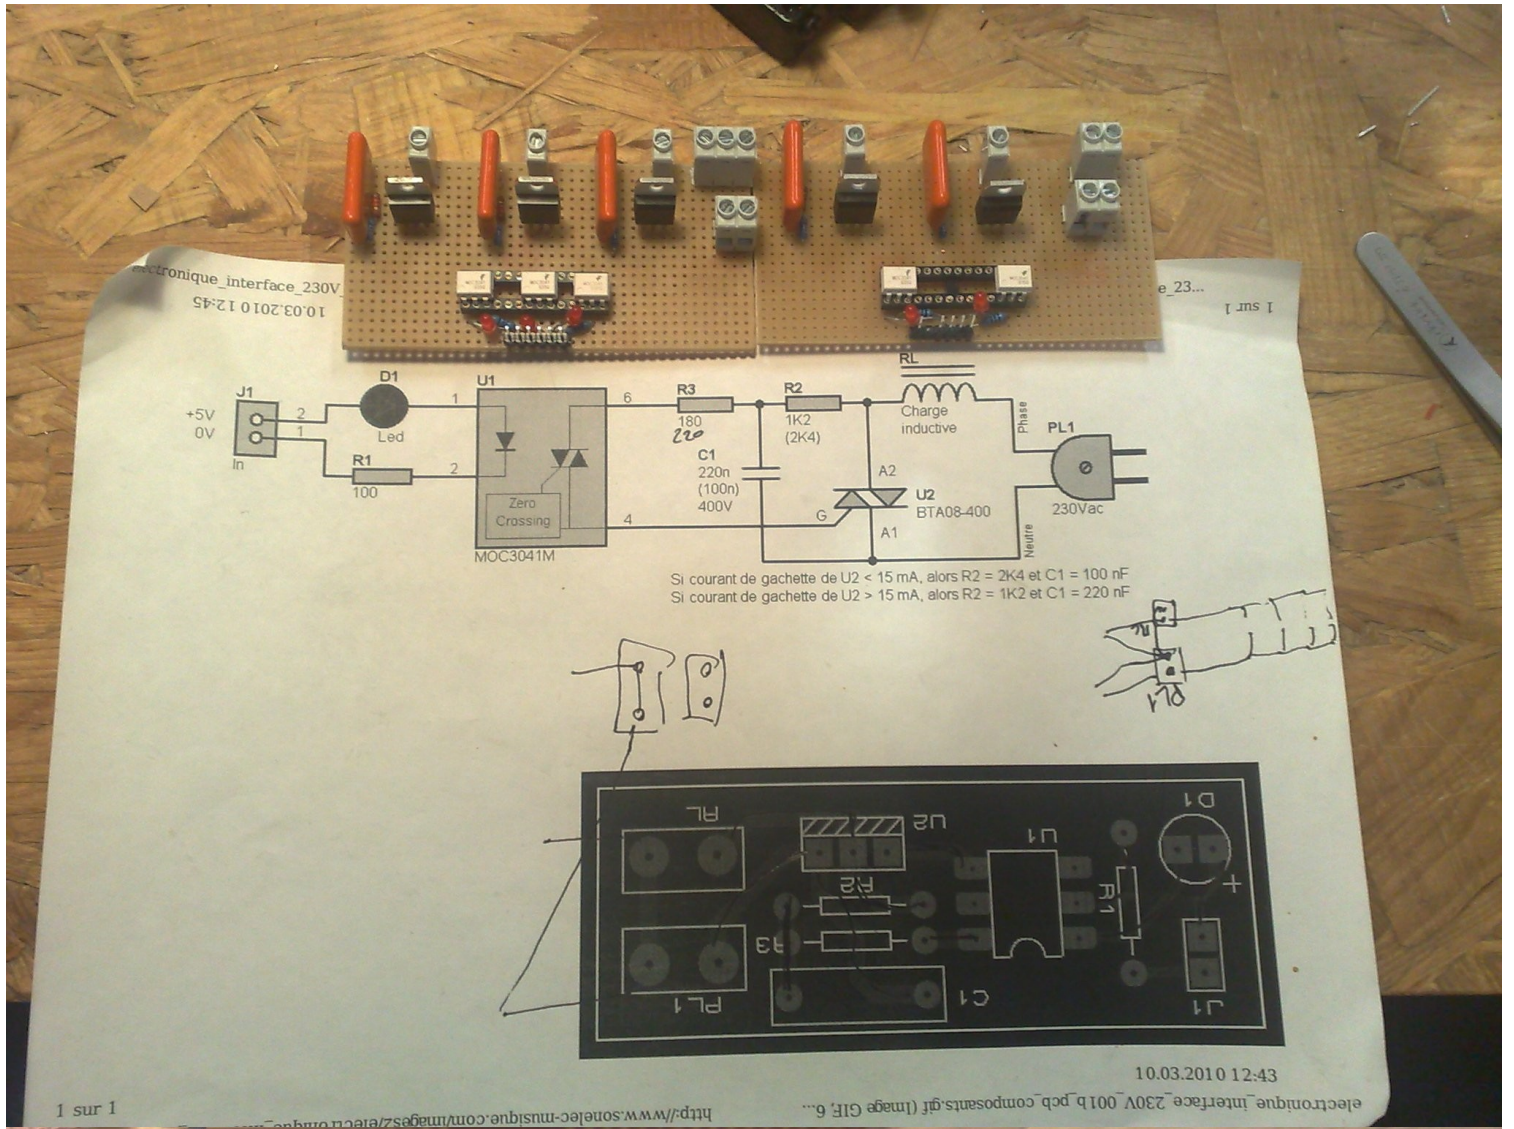 ctronique_interface_230V_
e_23...
10.03.2010 12:45
1 sur 1
RL
D1
U1
J1
+5V
0V
In
2
1
Led
R1
100
1
2
Zero
Crossing
MOC3041M
6
4
R3
180
220
R2
1K2
(2K4)
C1
220n
(100n)
400V
Charge
inductive
Phase
PL1
230Vac
Neutre
A2
U2
BTA08-400
G
A1
Si courant de gachette de U2 < 15 mA, alors R2 = 2K4 et C1 = 100 nF
Si courant de gachette de U2 > 15 mA, alors R2 = 1K2 et C1 = 220 nF
RL
PL1
RL
U2
U1
D1
+
R2
R1
R3
PL1
C1
J1
10.03.2010 12:43
1 sur 1
http://www.sonelec-musique.com/images2/electronique_
electronique_interface_230V_001b_pcb_composants.gif (Image GIF, 6...